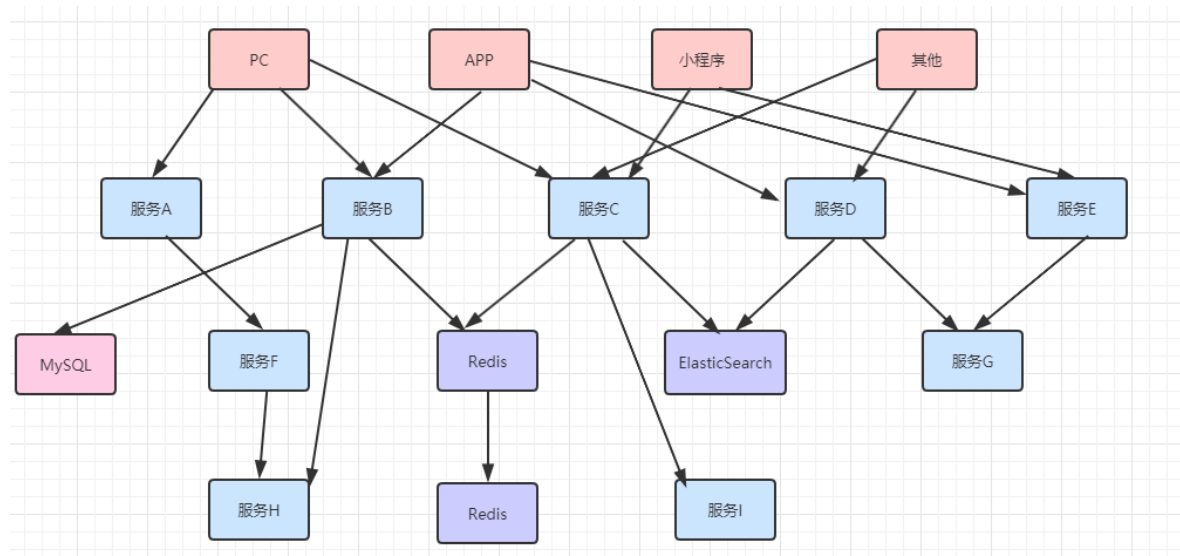 PC
APP
小程序
其他
服务A
服务B
服务C
服务D
服务E
MySQL
服务F
Redis
ElasticSearch
服务G
服务H
Redis
服务I